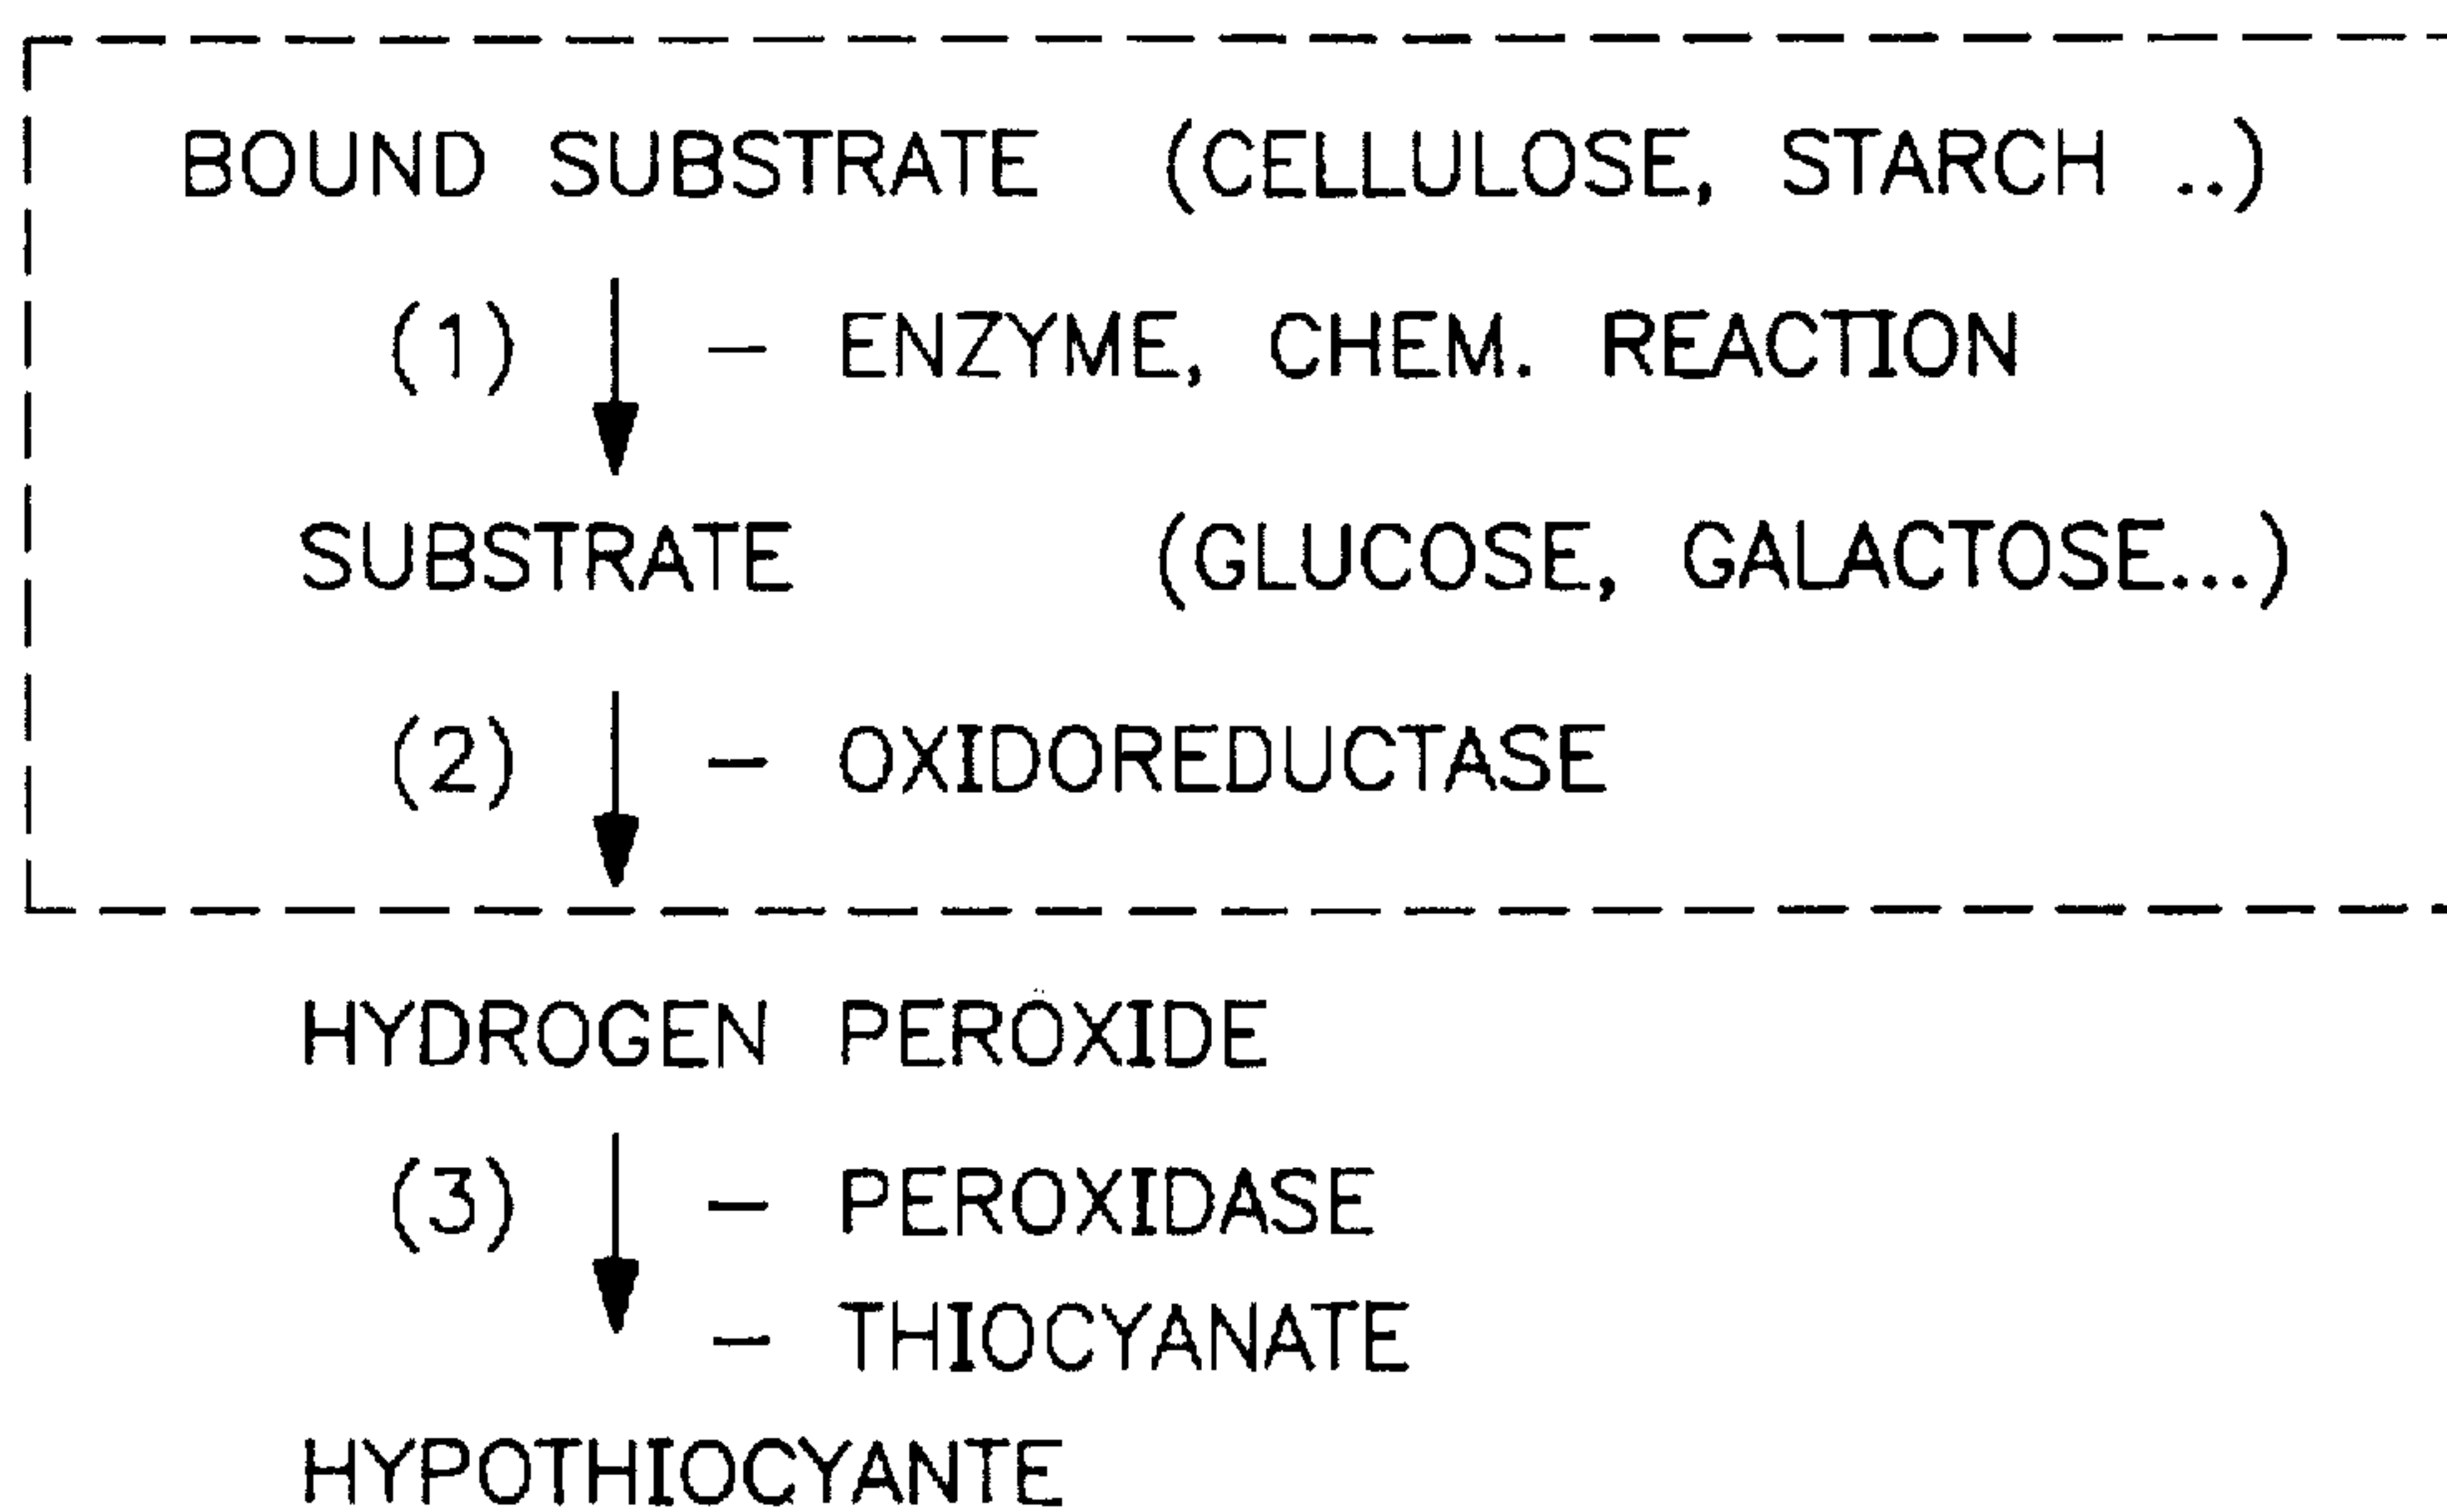 BOUND SUBSTRATE (CELLULOSE, STARCH ..)
(1) – ENZYME, CHEM. REACTION
SUBSTRATE (GLUCOSE, GALACTOSE...)
(2) – OXIDOREDUCTASE
HYDROGEN PEROXIDE
(3) – PEROXIDASE
– THIOCYANATE
HYPOTHIOCYANTE